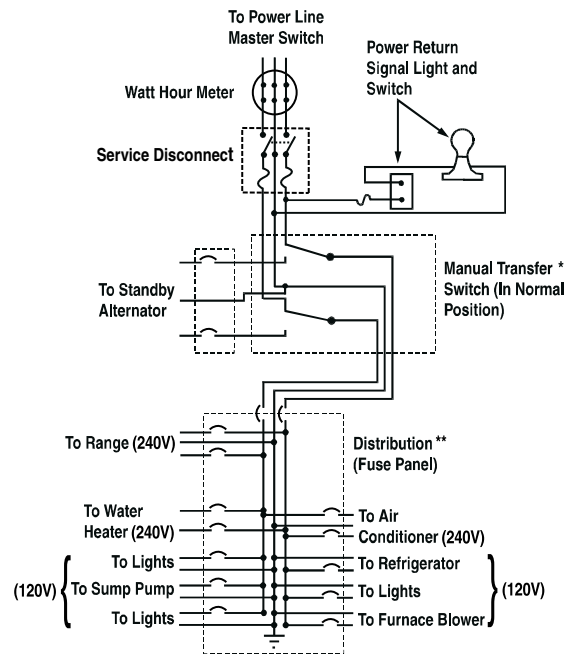 To Power Line
Master Switch
Power Return
Signal Light and
Switch
Watt Hour Meter
Service Disconnect
Manual Transfer *
Switch (In Normal
Position)
To Standby
Alternator
Distribution **
(Fuse Panel)
To Range (240V)
To Water
Heater (240V)
To Air
Conditioner (240V)
(120V)
To Lights
To Sump Pump
To Lights
To Refrigerator
To Lights
To Furnace Blower
(120V)